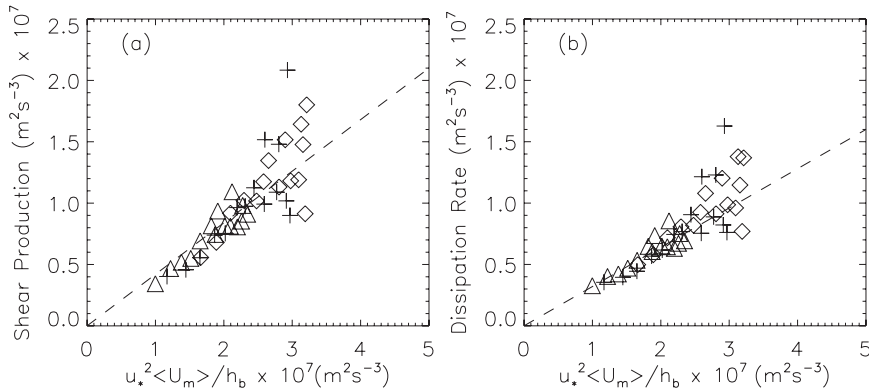 (a)
Shear Production (m²s⁻³) x 10⁷
2.5
2.0
1.5
1.0
0.5
0.0
0 1 2 3 4 5
u*²<Uₘ>/h_b x 10⁷(m²s⁻³)
(b)
Dissipation Rate (m²s⁻³) x 10⁷
2.5
2.0
1.5
1.0
0.5
0.0
0 1 2 3 4 5
u*²<Uₘ>/h_b x 10⁷(m²s⁻³)